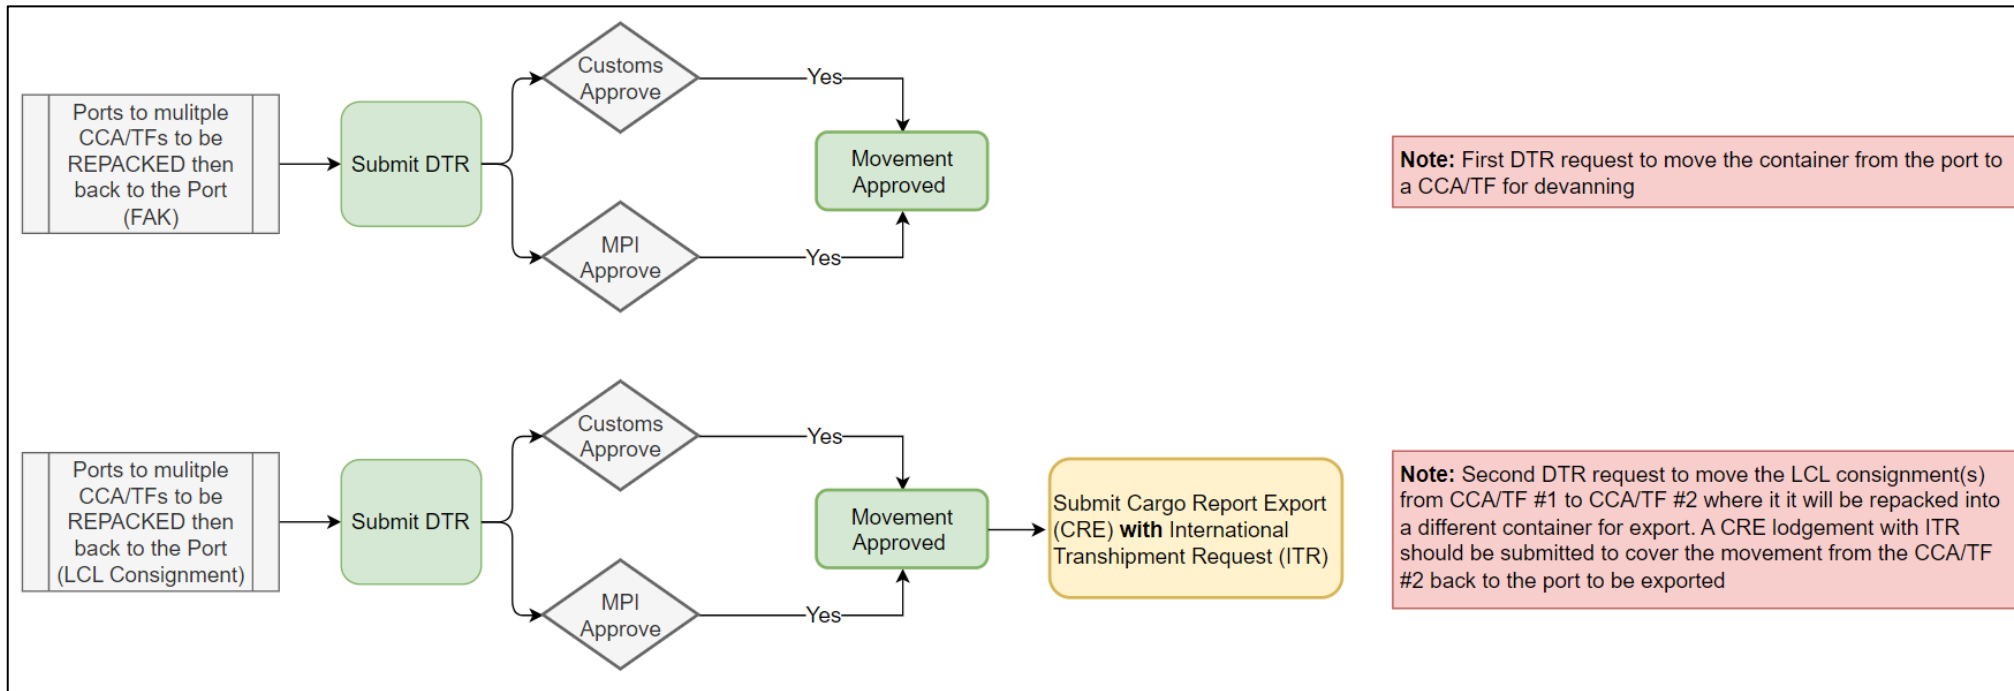 Ports to mulitple
CCA/TFs to be
REPACKED then
back to the Port
(FAK)
Submit DTR
Customs
Approve
Yes
MPI
Approve
Yes
Movement
Approved
Note: First DTR request to move the container from the port to
a CCA/TF for devanning
Ports to mulitple
CCA/TFs to be
REPACKED then
back to the Port
(LCL Consignment)
Submit DTR
Customs
Approve
Yes
MPI
Approve
Yes
Movement
Approved
Submit Cargo Report Export
(CRE) with International
Transhipment Request (ITR)
Note: Second DTR request to move the LCL consignment(s)
from CCA/TF #1 to CCA/TF #2 where it it will be repacked into
a different container for export. A CRE lodgement with ITR
should be submitted to cover the movement from the CCA/TF
#2 back to the port to be exported